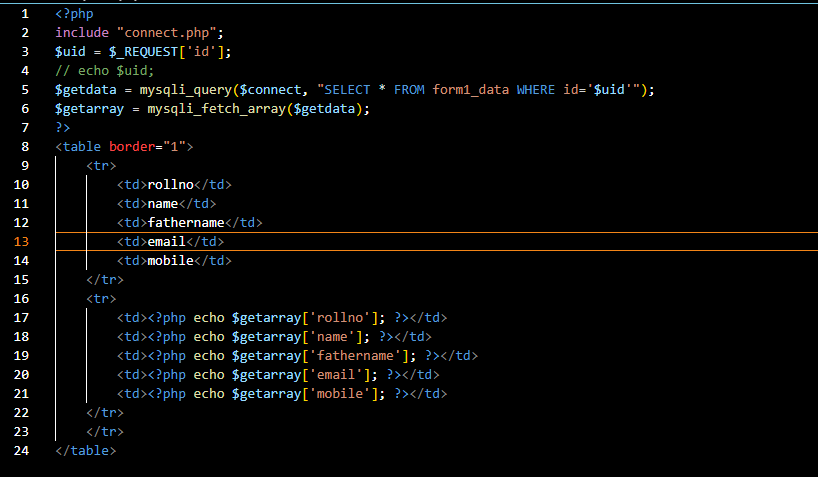 1 <?php
2 include "connect.php";
3 $uid = $_REQUEST['id'];
4 // echo $uid;
5 $getdata = mysqli_query($connect, "SELECT * FROM form1_data WHERE id='$uid'");
6 $getarray = mysqli_fetch_array($getdata);
7 ?>
8 <table border="1">
9     <tr>
10         <td>rollno</td>
11         <td>name</td>
12         <td>fathername</td>
13         <td>email</td>
14         <td>mobile</td>
15     </tr>
16     <tr>
17         <td><?php echo $getarray['rollno']; ?></td>
18         <td><?php echo $getarray['name']; ?></td>
19         <td><?php echo $getarray['fathername']; ?></td>
20         <td><?php echo $getarray['email']; ?></td>
21         <td><?php echo $getarray['mobile']; ?></td>
22     </tr>
23     </tr>
24 </table>